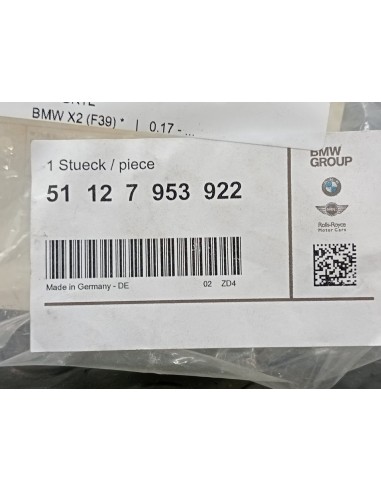 BMW X2 (F39) * | 0.17 - ...
1 Stueck / piece
51 12 7 953 922
Made in Germany - DE 02 ZD4
BMW
GROUP
Rolls-Royce
Motor Cars